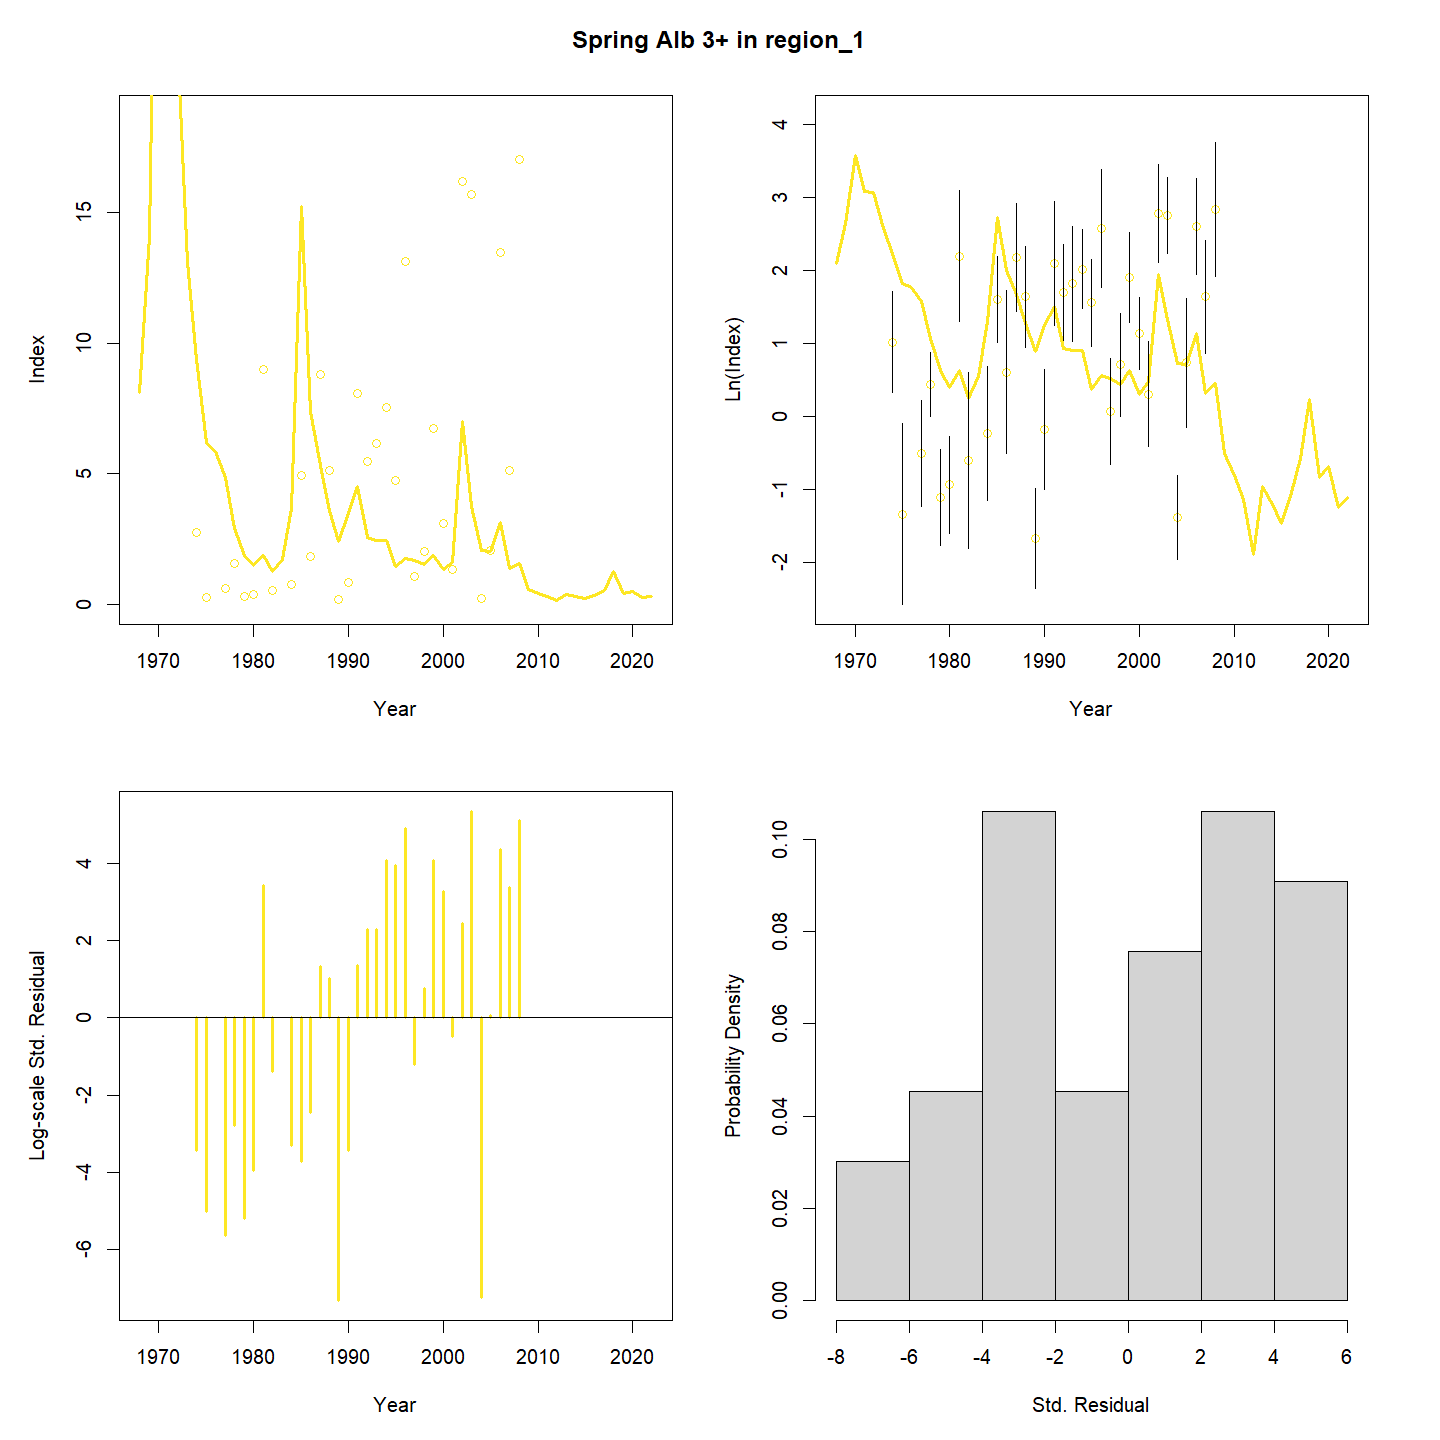 Spring Alb 3+ in region_1
Index
0 5 10 15
1970 1980 1990 2000 2010 2020
Year
Ln(Index)
-2 -1 0 1 2 3 4
1970 1980 1990 2000 2010 2020
Year
Log-scale Std. Residual
-6 -4 -2 0 2 4
1970 1980 1990 2000 2010 2020
Year
Probability Density
0.00 0.02 0.04 0.06 0.08 0.10
-8 -6 -4 -2 0 2 4 6
Std. Residual